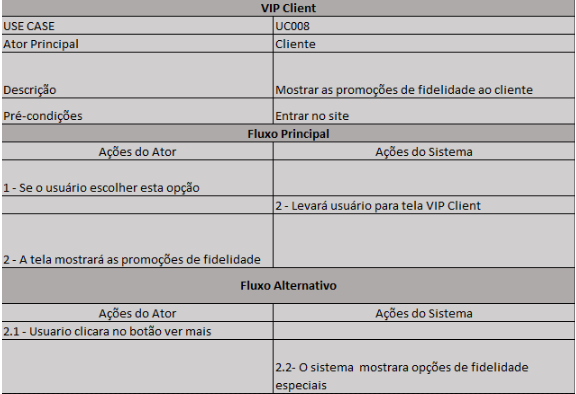 VIP Client
USE CASE UC008
Ator Principal Cliente
Descrição Mostrar as promoções de fidelidade ao cliente
Pré-condições Entrar no site
Fluxo Principal
Ações do Ator Ações do Sistema
1 - Se o usuário escolher esta opção
2 - Levará usuário para tela VIP Client
2 - A tela mostrará as promoções de fidelidade
Fluxo Alternativo
Ações do Ator Ações do Sistema
2.1 - Usuario clicara no botão ver mais
2.2- O sistema mostrara opções de fidelidade
especiais